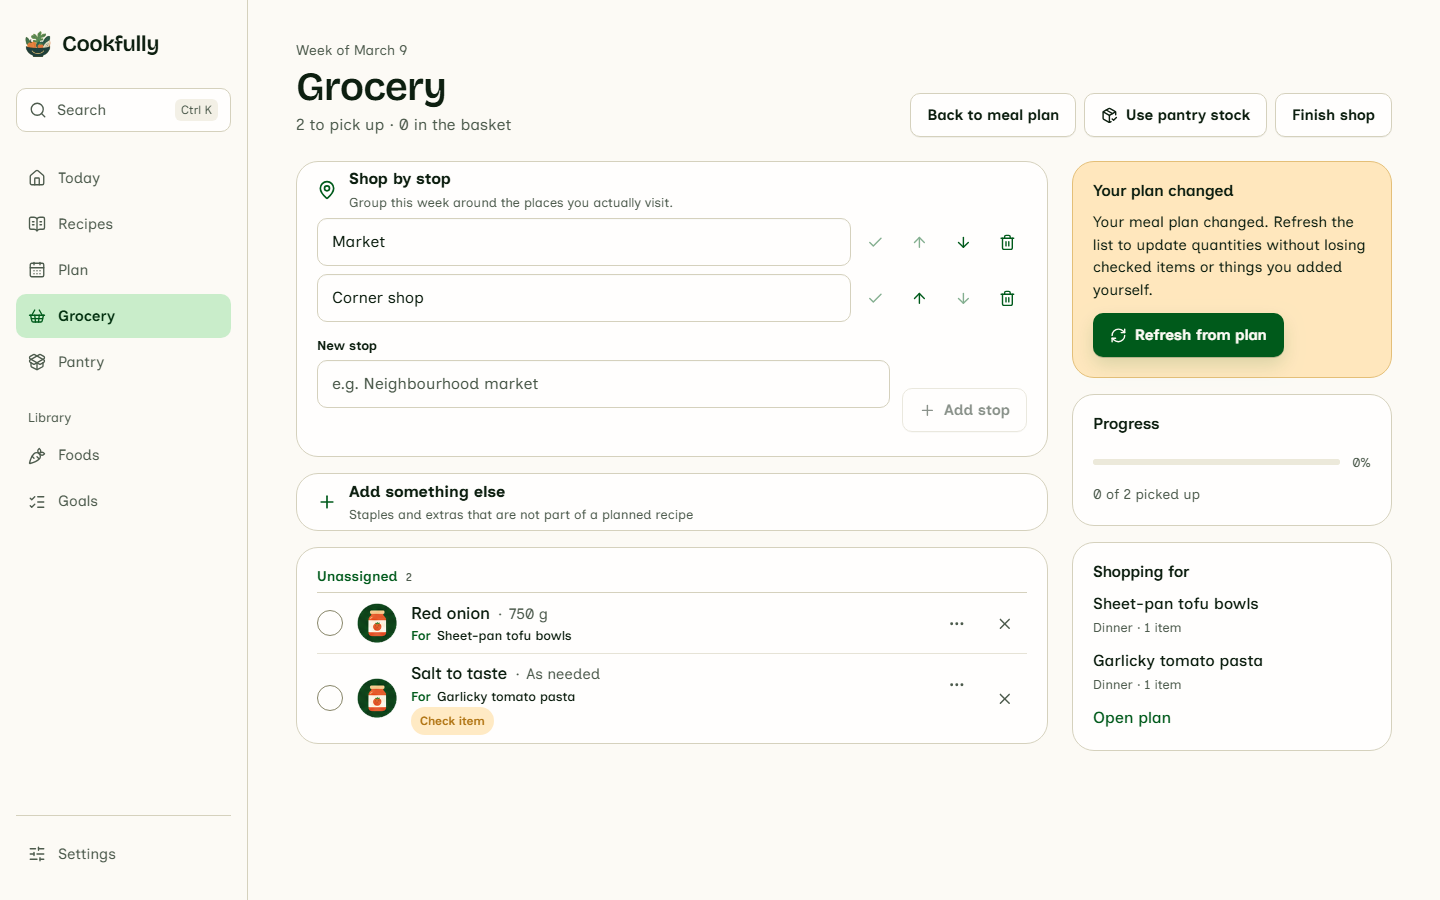 Cookfully
Search
Ctrl K
Today
Recipes
Plan
Grocery
Pantry
Library
Foods
Goals
Settings
Week of March 9
Grocery
2 to pick up · 0 in the basket
Back to meal plan
Use pantry stock
Finish shop
Shop by stop
Group this week around the places you actually visit.
Market
Corner shop
New stop
e.g. Neighbourhood market
Add stop
Add something else
Staples and extras that are not part of a planned recipe
Unassigned 2
Red onion · 750 g
For Sheet-pan tofu bowls
Salt to taste · As needed
For Garlicky tomato pasta
Check item
Your plan changed
Your meal plan changed. Refresh the
list to update quantities without losing
checked items or things you added
yourself.
Refresh from plan
Progress
0%
0 of 2 picked up
Shopping for
Sheet-pan tofu bowls
Dinner · 1 item
Garlicky tomato pasta
Dinner · 1 item
Open plan